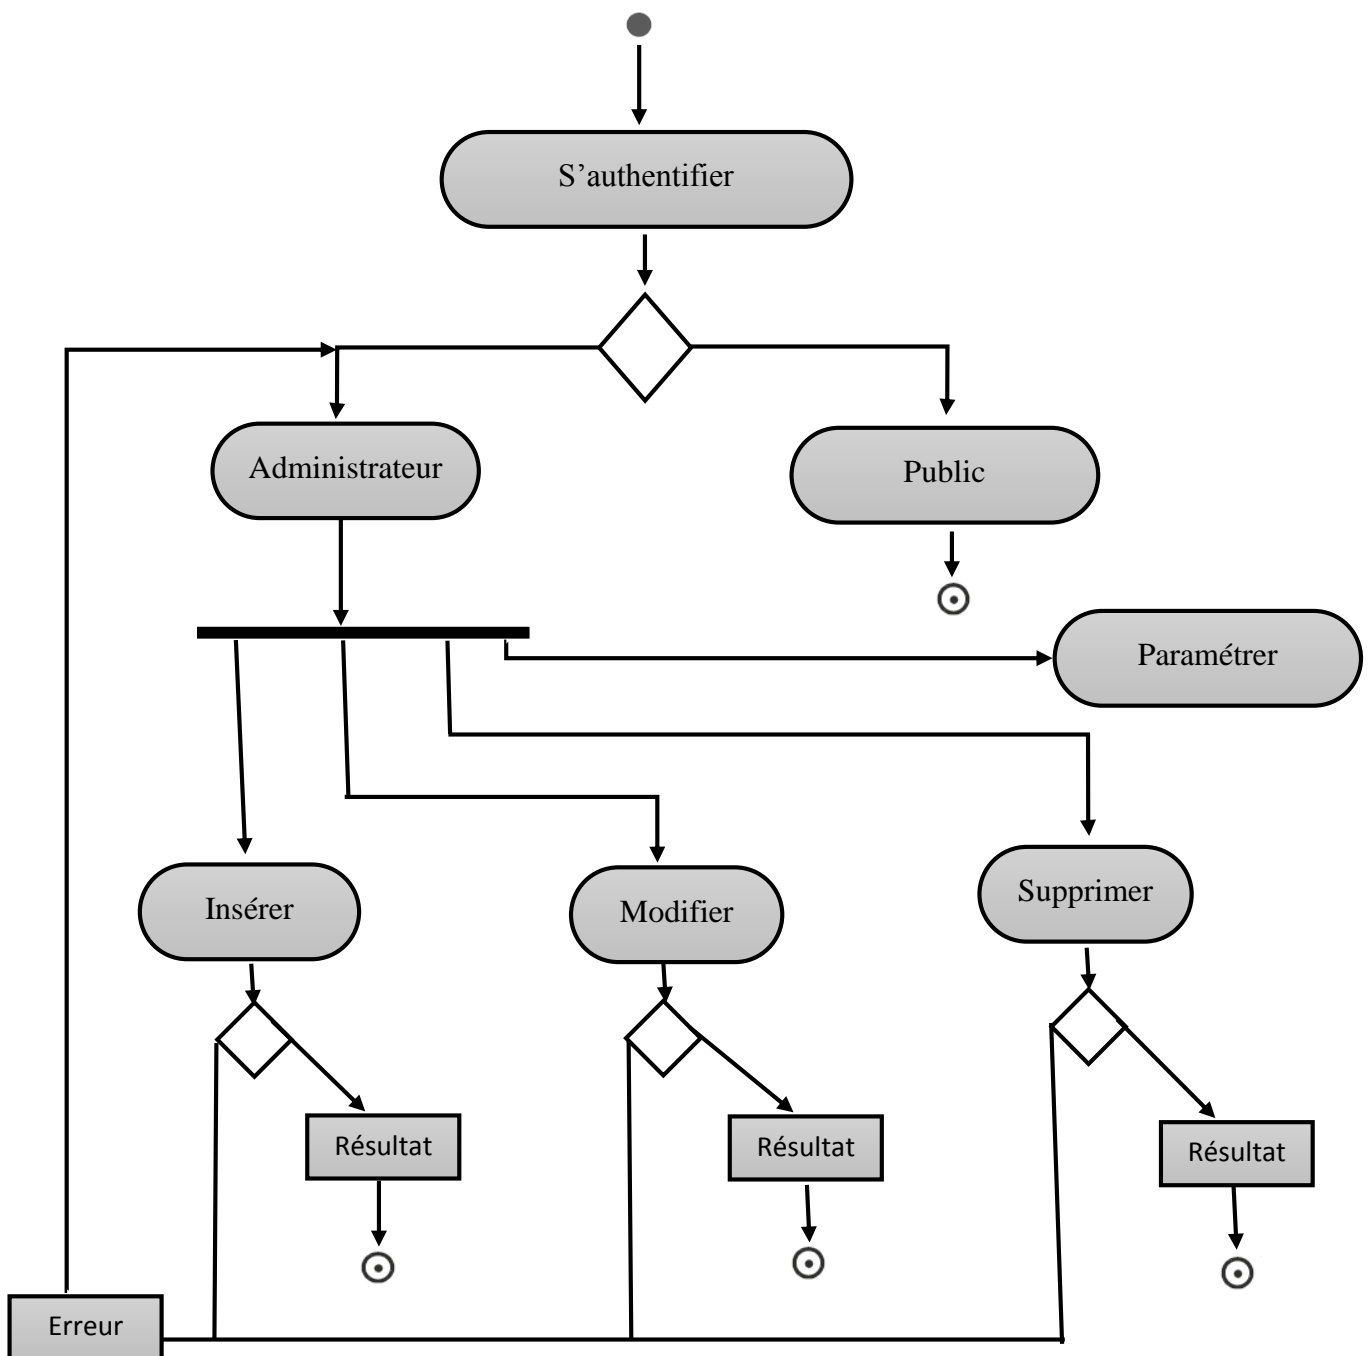 S’authentifier
Administrateur
Public
Paramétrer
Insérer
Modifier
Supprimer
Résultat
Résultat
Résultat
Erreur